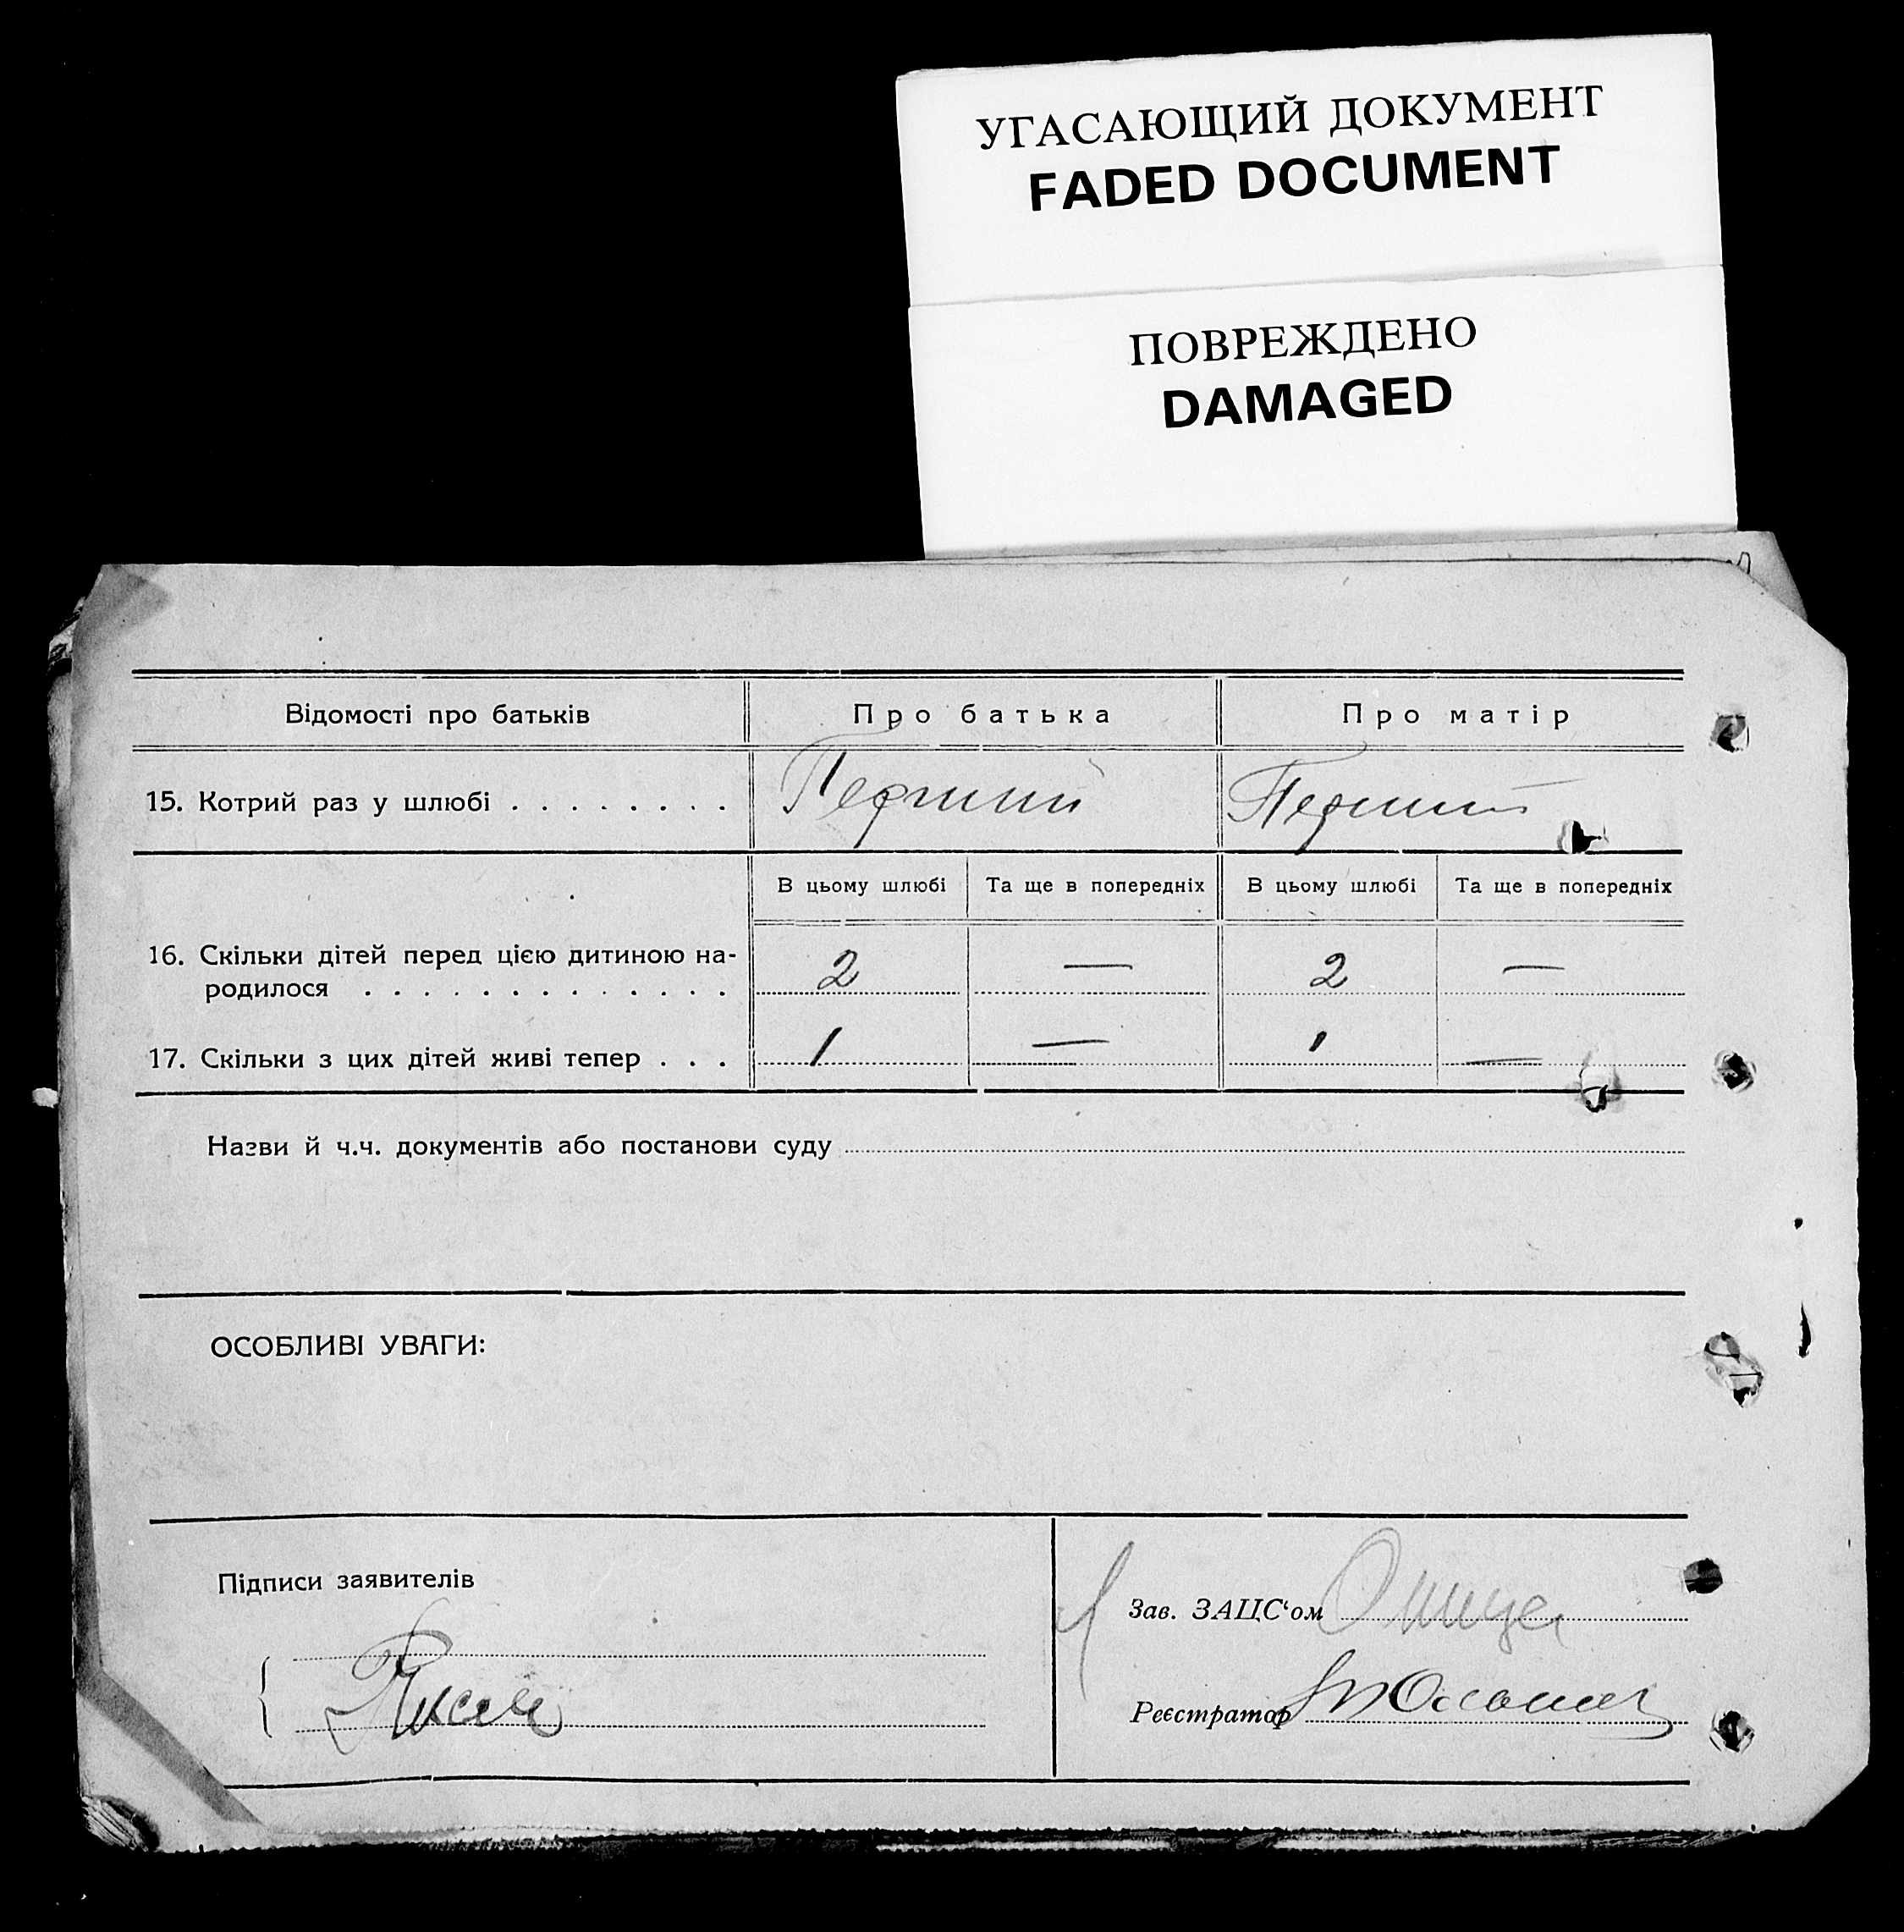 УГАСАЮЩИЙ ДОКУМЕНТ
FADED DOCUMENT
ПОВРЕЖДЕНО
DAMAGED
Відомості про батьків Про батька Про матір
15. Котрий раз у шлюбі . . . . . . . . Перший Перший
В цьому шлюбі Та ще в попередніх В цьому шлюбі Та ще в попередніх
16. Скільки дітей перед цією дитиною на-
родилося . . . . . . . . . . . . . 2 — 2 —
17. Скільки з цих дітей живі тепер . . . 1 — 1 —
Назви й ч.ч. документів або постанови суду
ОСОБЛИВІ УВАГИ:
Підписи заявителів
Зав. ЗАЦС‘ом
Реєстратор